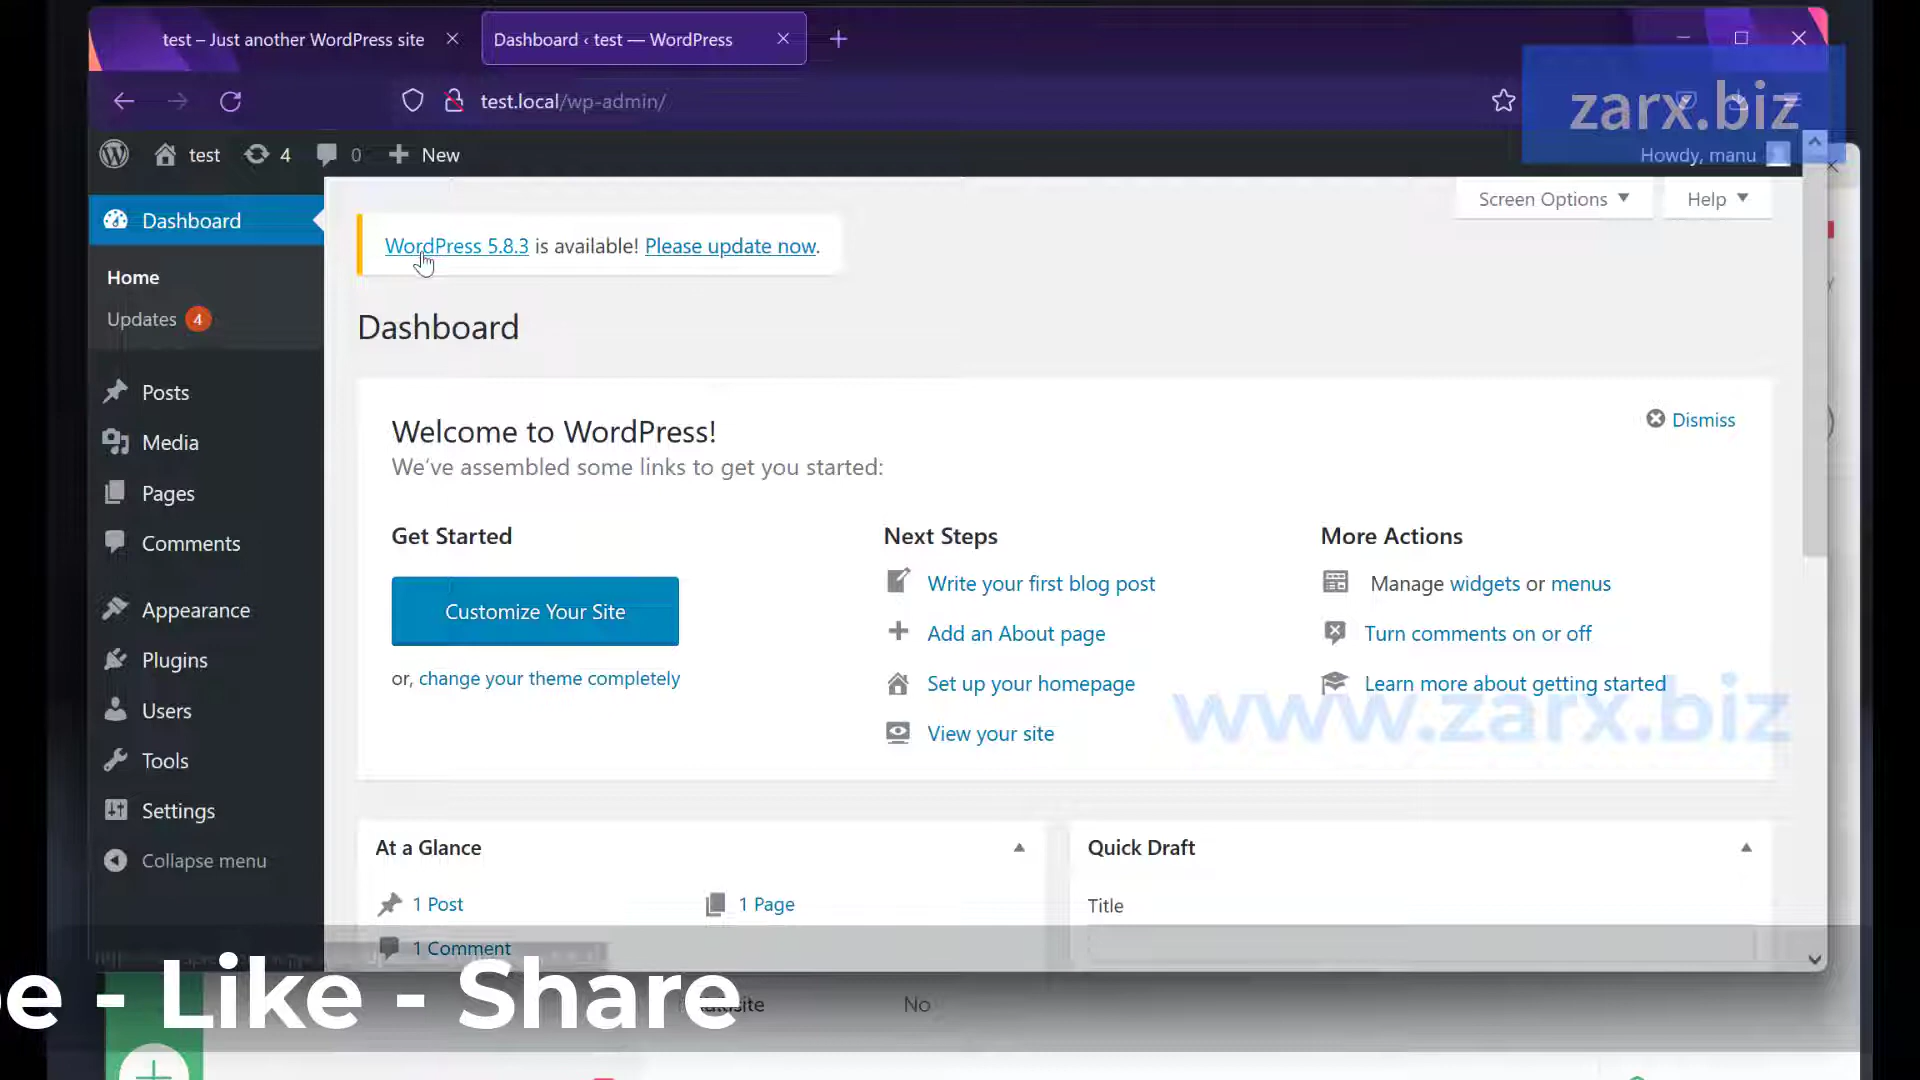 test – Just another WordPress site
Dashboard ‹ test — WordPress
test.local/wp-admin/
zarx.biz
test 4 0 New
Howdy, manu
Screen Options Help
Dashboard
WordPress 5.8.3 is available! Please update now.
Home
Updates 4
Dashboard
Posts
Media
Pages
Comments
Appearance
Plugins
Users
Tools
Settings
Collapse menu
Welcome to WordPress!
Dismiss
We've assembled some links to get you started:
Get Started
Customize Your Site
or, change your theme completely
Next Steps
Write your first blog post
Add an About page
Set up your homepage
View your site
More Actions
Manage widgets or menus
Turn comments on or off
Learn more about getting started
www.zarx.biz
At a Glance
1 Post
1 Page
1 Comment
Quick Draft
Title
- Like - Share
No